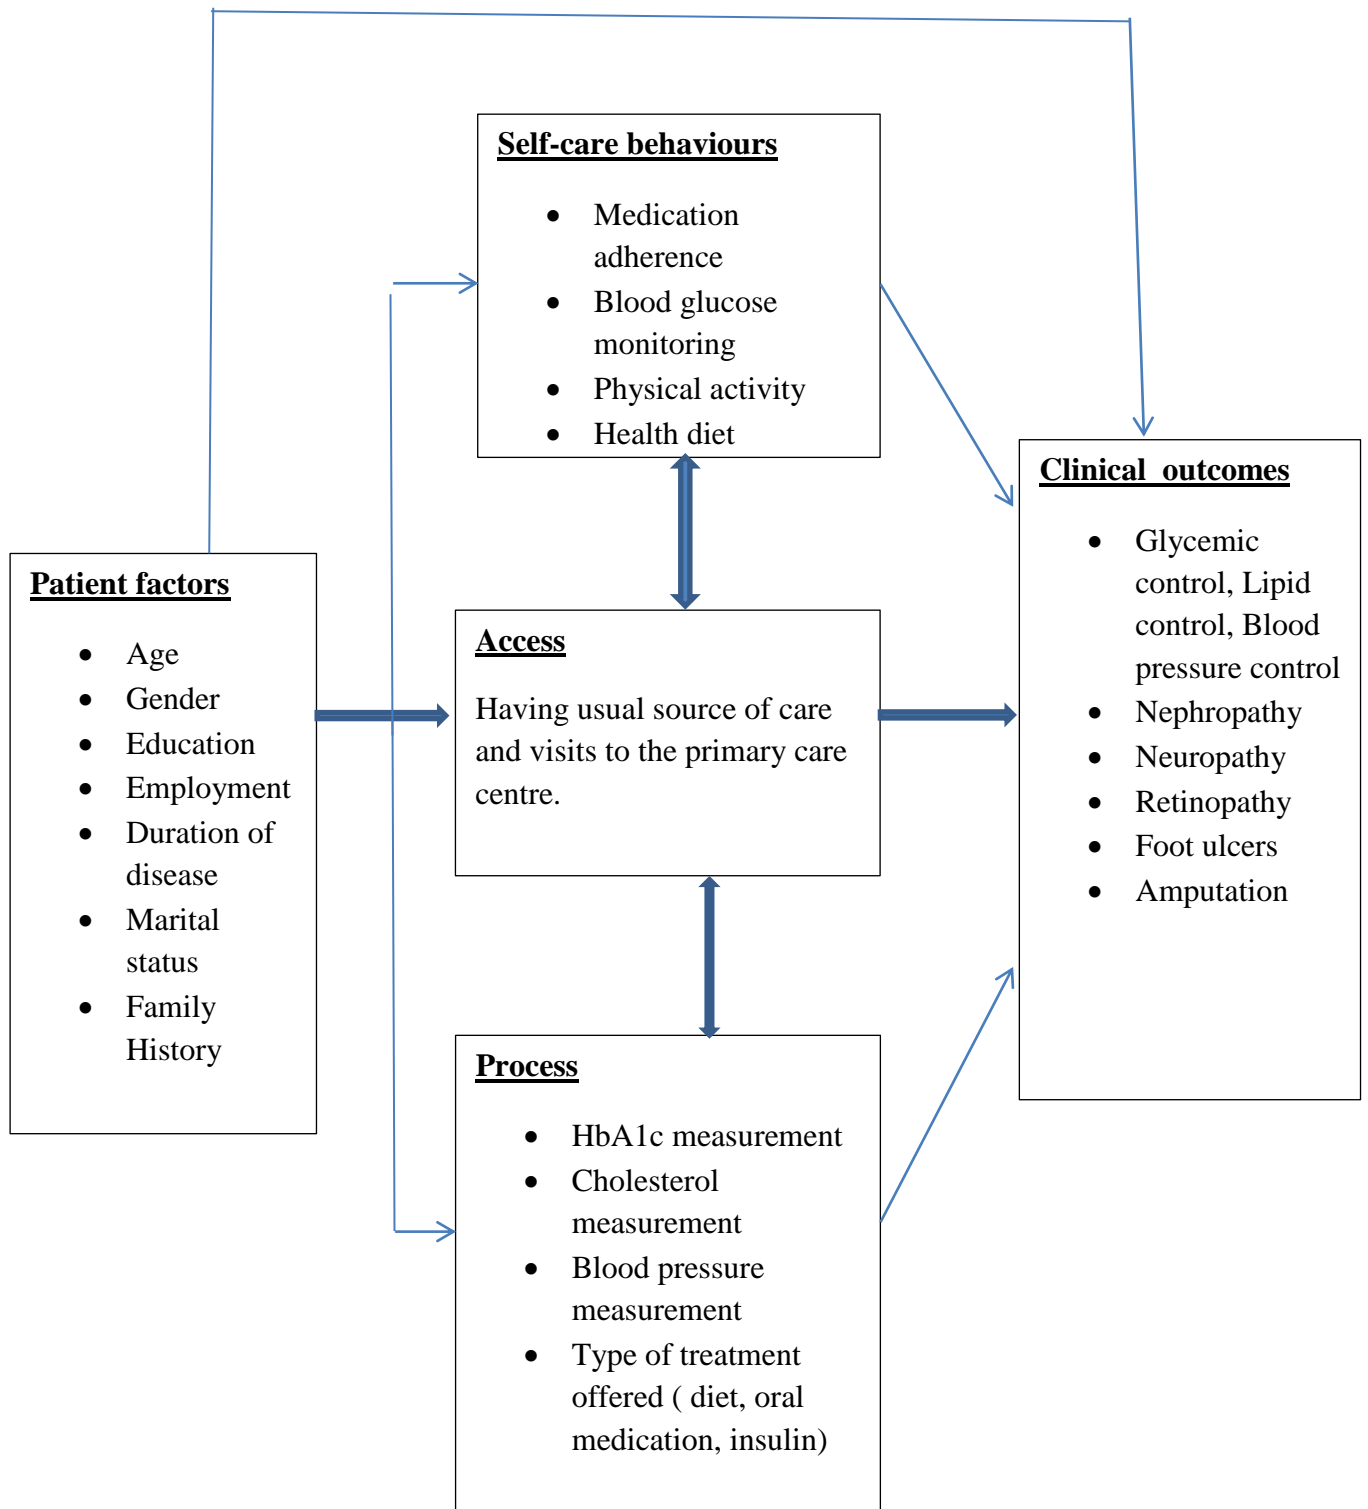 Self-care behaviours
• Medication
adherence
• Blood glucose
monitoring
• Physical activity
• Health diet
Patient factors
• Age
• Gender
• Education
• Employment
• Duration of
disease
• Marital
status
• Family
History
Access
Having usual source of care
and visits to the primary care
centre.
Process
• HbA1c measurement
• Cholesterol
measurement
• Blood pressure
measurement
• Type of treatment
offered ( diet, oral
medication, insulin)
Clinical  outcomes
• Glycemic
control, Lipid
control, Blood
pressure control
• Nephropathy
• Neuropathy
• Retinopathy
• Foot ulcers
• Amputation